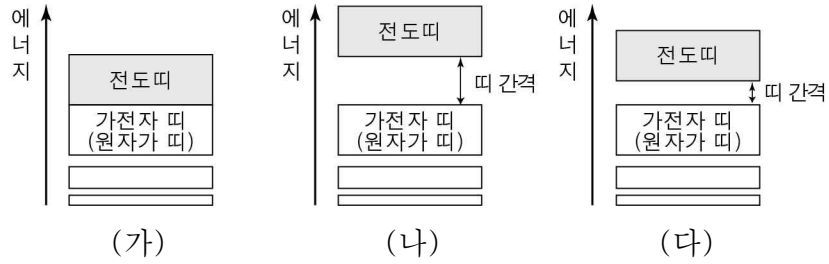 에너지
전도띠
가전자 띠
(원자가 띠)
(가)
에너지
전도띠
띠 간격
가전자 띠
(원자가 띠)
(나)
에너지
전도띠
띠 간격
가전자 띠
(원자가 띠)
(다)